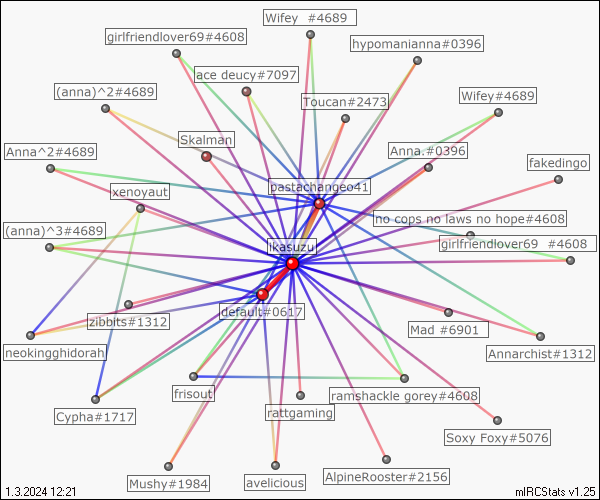 Wifey  #4689
girlfriendlover69#4608
hypomanianna#0396
ace deucy#7097
(anna)^2#4689
Toucan#2473
Wifey#4689
Skalman
Anna^2#4689
Anna.#0396
fakedingo
xenoyaut
pastachangeo41
no cops no laws no hope#4608
(anna)^3#4689
girlfriendlover69  #4608
ikasuzu
default#0617
zibbits#1312
Mad #6901
neokingghidorah
Annarchist#1312
frisout
ramshackle gorey#4608
Cypha#1717
rattgaming
Soxy Foxy#5076
Mushy#1984
avelicious
AlpineRooster#2156
1.3.2024 12:21
mIRCStats v1.25